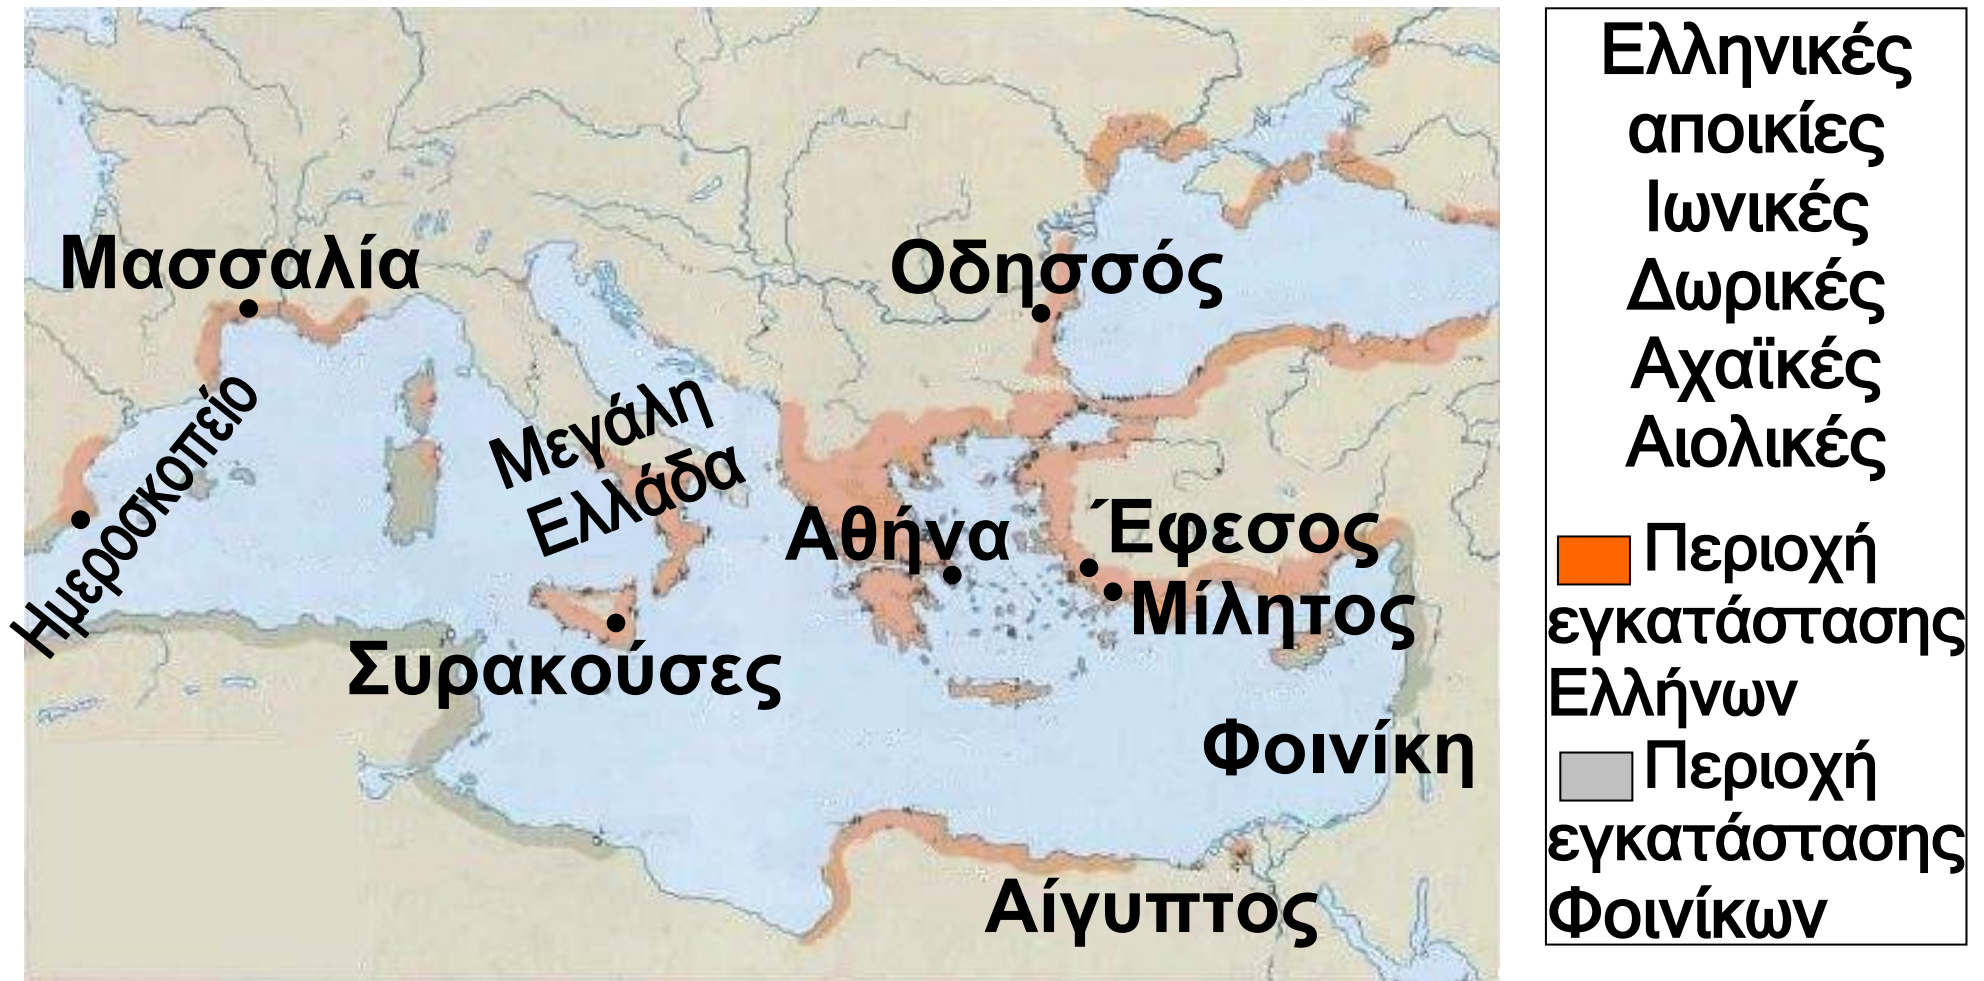 Μασσαλία
Οδησσός
Ημεροσκοπείο
Μεγάλη
Ελλάδα
Αθήνα
Έφεσος
Μίλητος
Συρακούσες
Φοινίκη
Αίγυπτος
Ελληνικές
αποικίες
Ιωνικές
Δωρικές
Αχαϊκές
Αιολικές
Περιοχή
εγκατάστασης
Ελλήνων
Περιοχή
εγκατάστασης
Φοινίκων